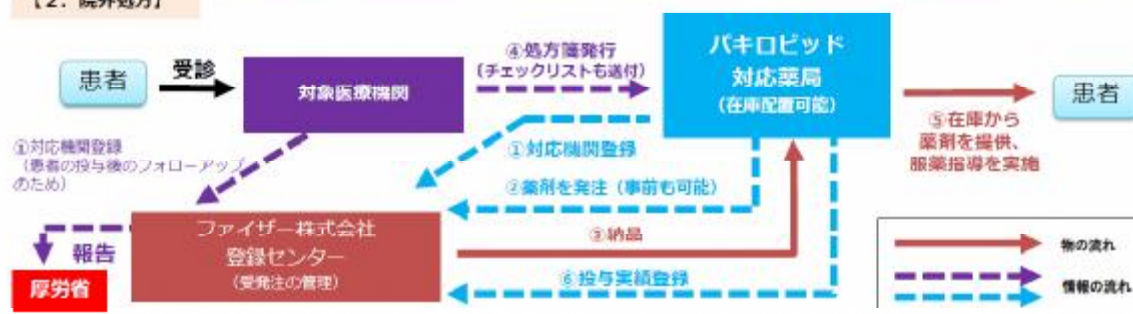 【2．院外処方】
患者
受診
対象医療機関
④処方箋発行
(チェックリストも送付)
パキロビッド
対応薬局
(在庫配置可能)
患者
⑤在庫から
薬剤を提供、
服薬指導を実施
①対応機関登録
(患者の投与後のフォローアップ
のため)
①対応機関登録
②薬剤を発注（事前も可能）
ファイザー株式会社
登録センター
(受発注の管理)
③納品
⑥投与実績登録
報告
厚労省
物の流れ
情報の流れ